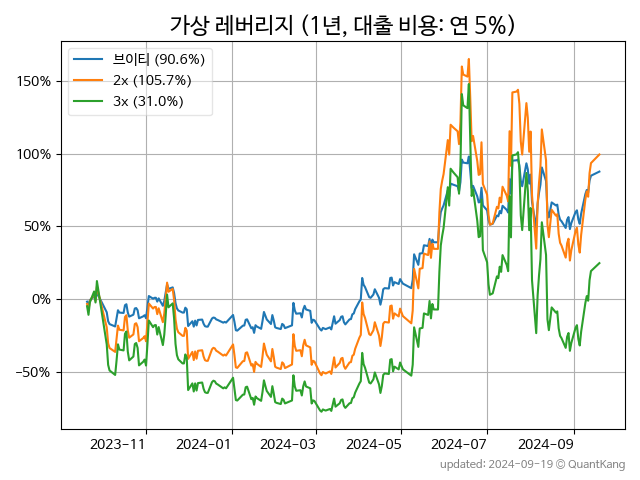 가상 레버리지 (1년, 대출 비용: 연 5%)
브이티 (90.6%)
2x (105.7%)
3x (31.0%)
150%
100%
50%
0%
−50%
2023−11
2024−01
2024−03
2024−05
2024−07
2024−09
updated: 2024-09-19 © QuantKang